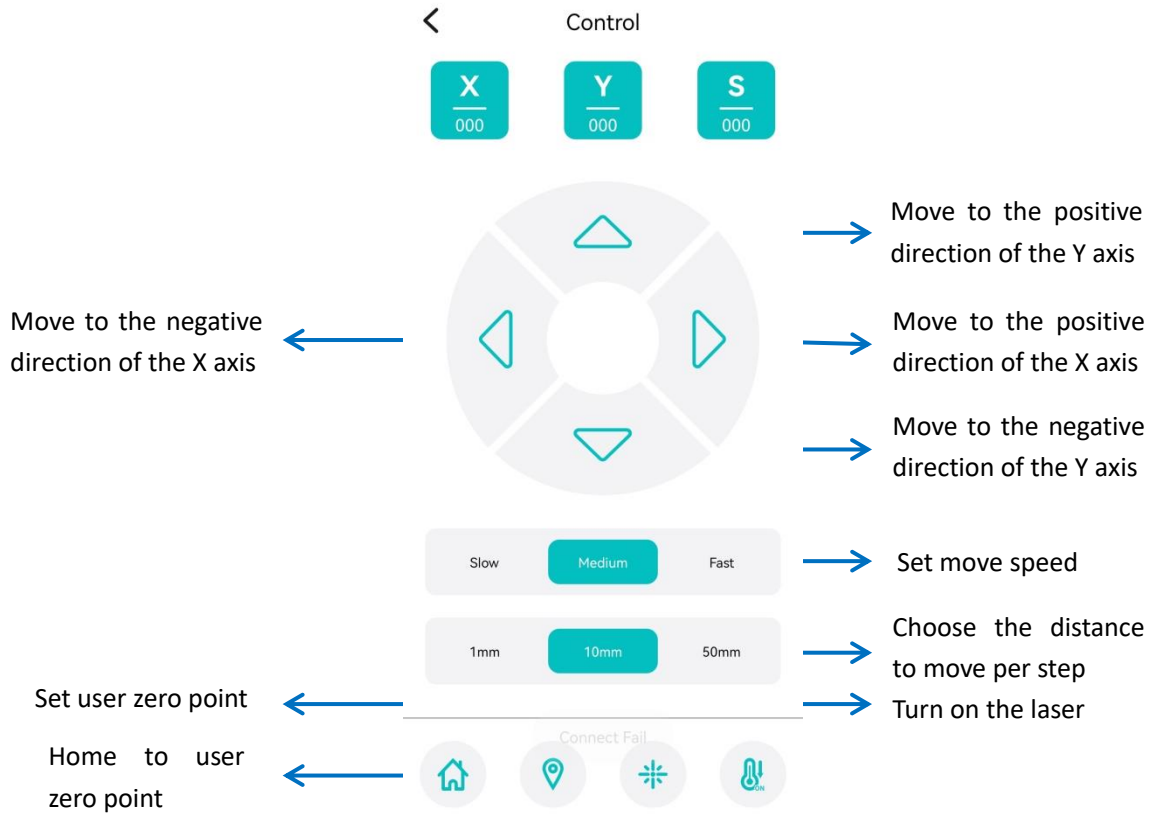 Control
X
000
Y
000
S
000
Move to the positive
direction of the Y axis
Move to the negative
direction of the X axis
Move to the positive
direction of the X axis
Move to the negative
direction of the Y axis
Slow
Medium
Fast
Set move speed
1mm
10mm
50mm
Choose the distance
to move per step
Set user zero point
Turn on the laser
Connect Fail
Home to user
zero point
ON